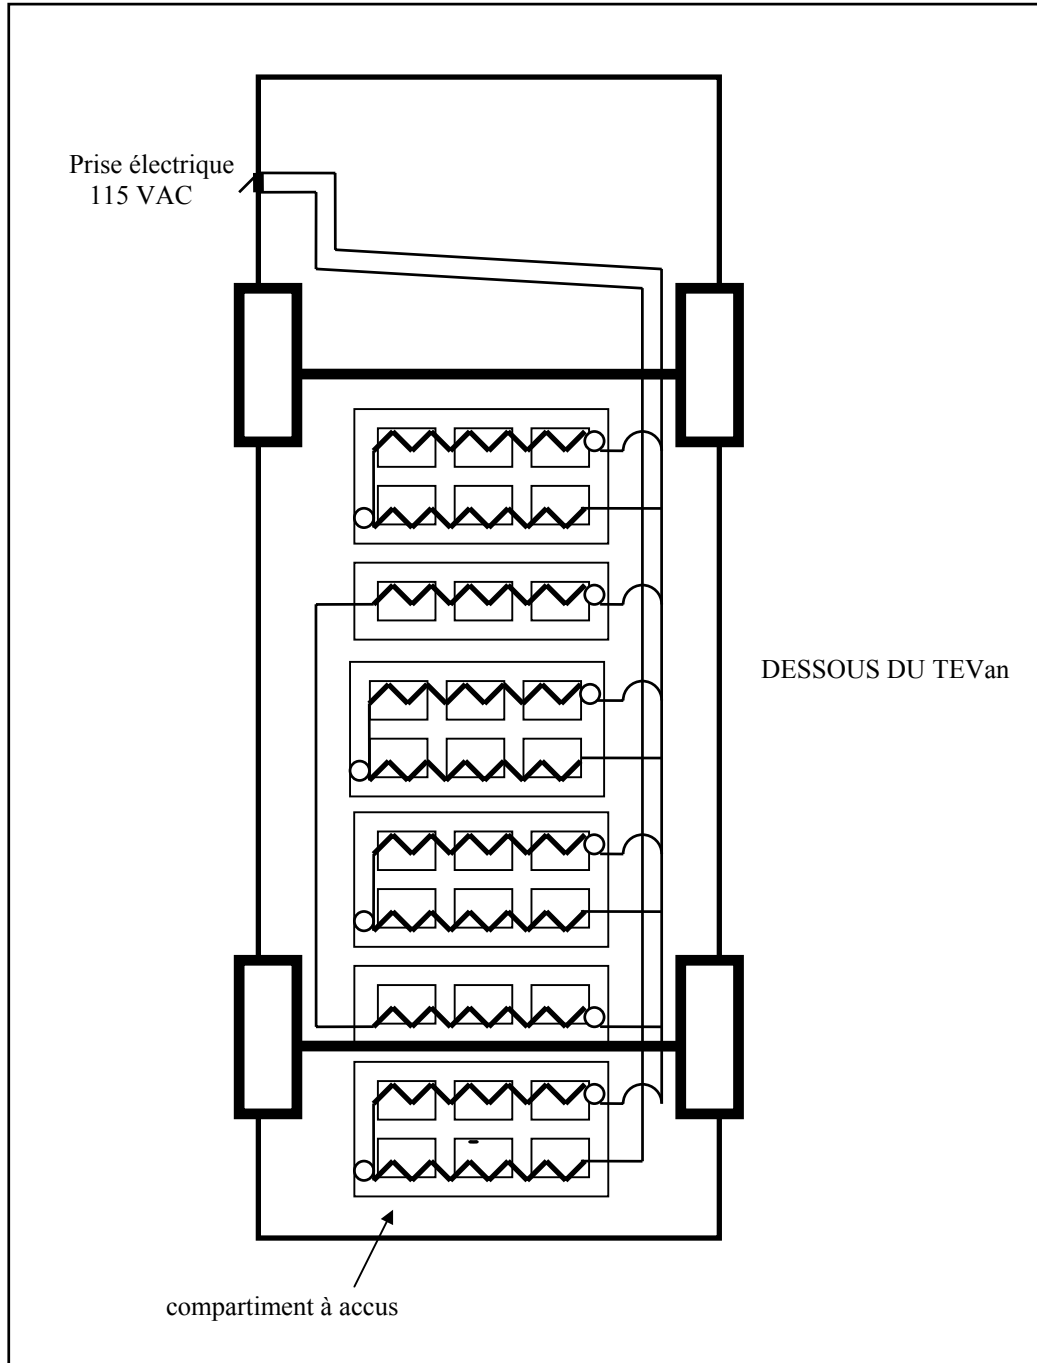 Prise électrique
115 VAC
DESSOUS DU TEVan
compartiment à accus